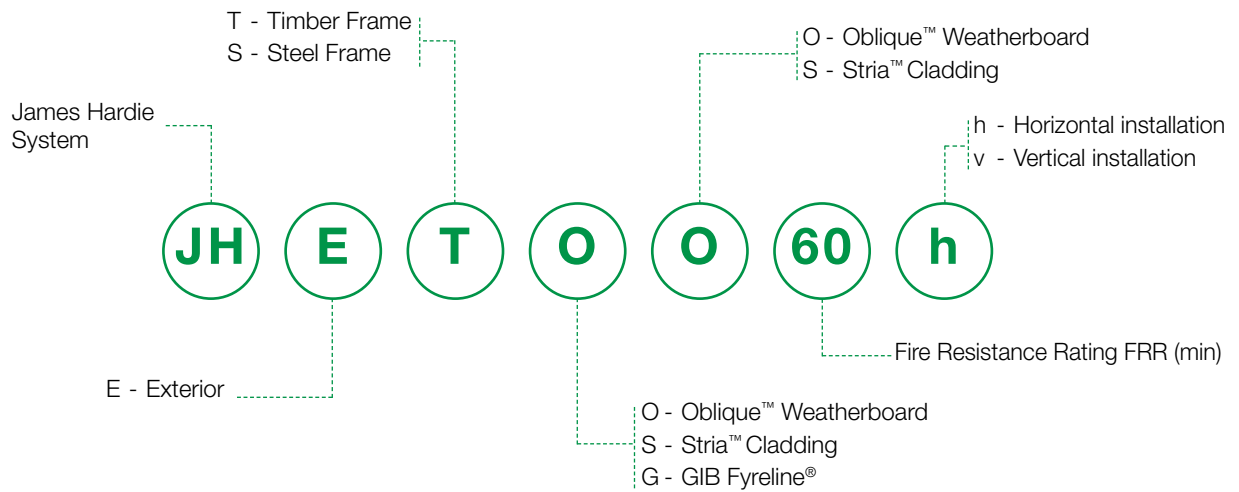 T - Timber Frame
S - Steel Frame
O - Oblique™ Weatherboard
S - Stria™ Cladding
James Hardie
System
h - Horizontal installation
v - Vertical installation
JH E T O O 60 h
Fire Resistance Rating FRR (min)
E - Exterior
O - Oblique™ Weatherboard
S - Stria™ Cladding
G - GIB Fyreline®